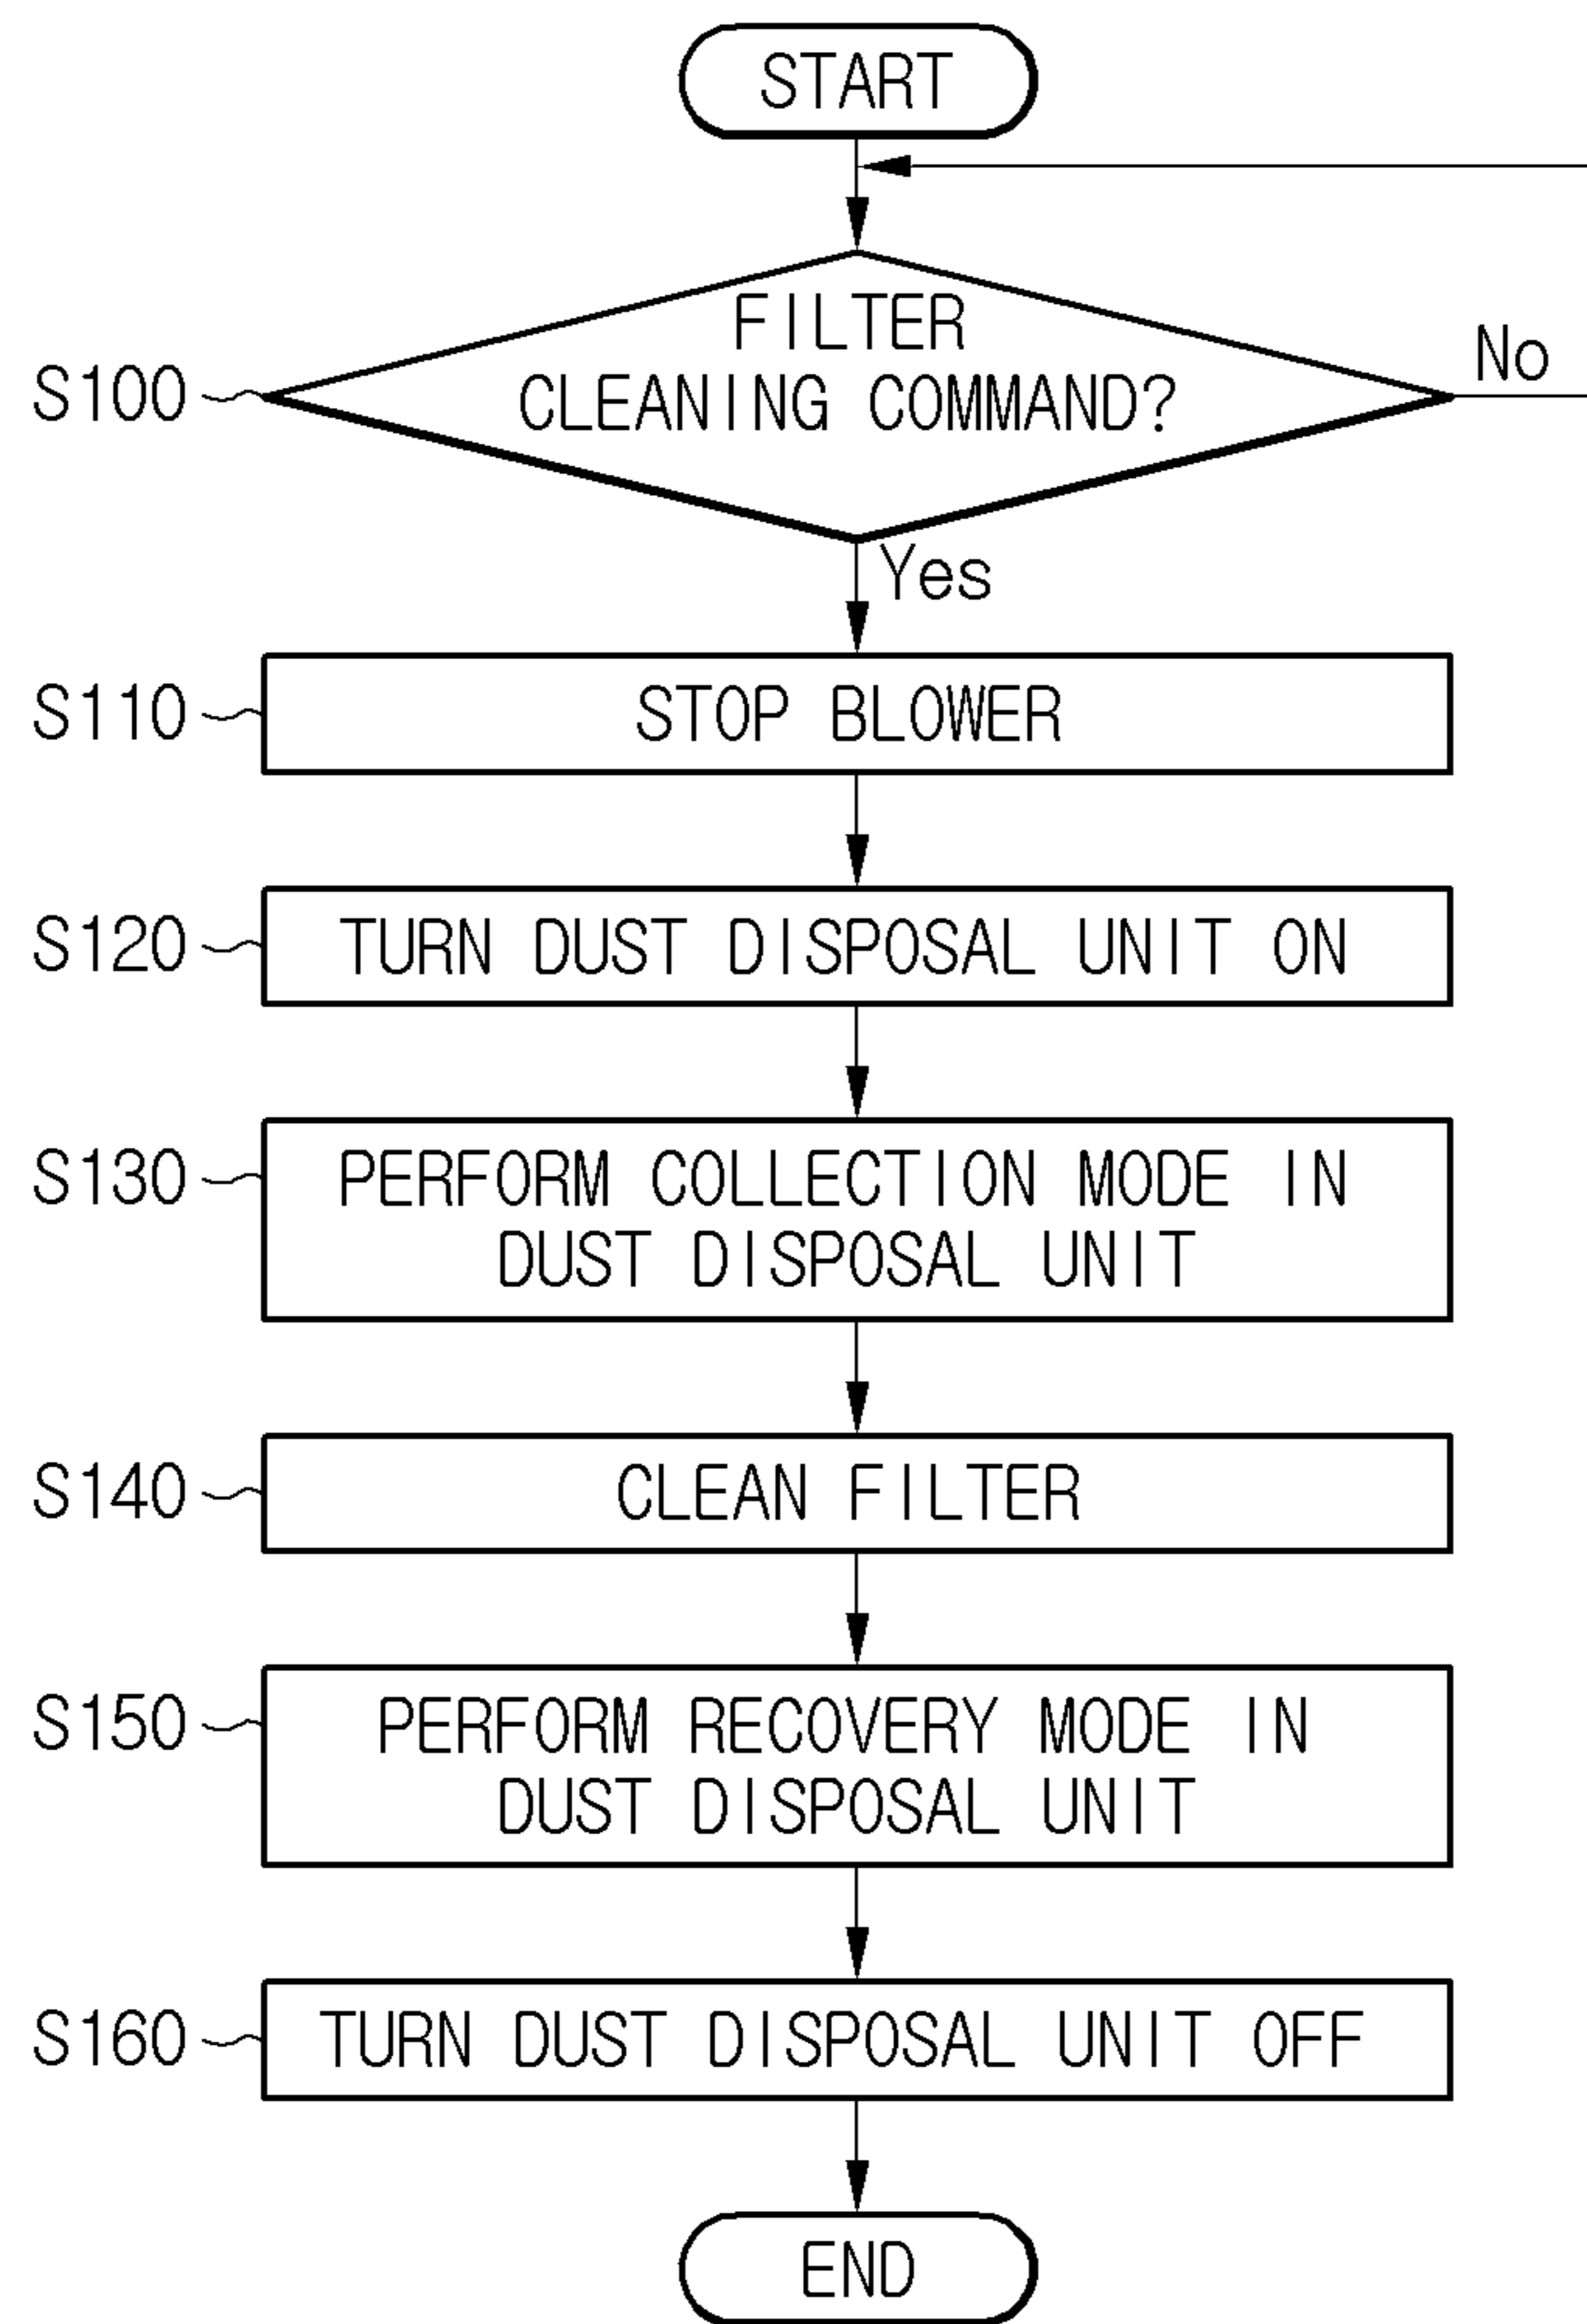 START
FILTER
CLEANING COMMAND?
S100
No
Yes
S110
STOP BLOWER
S120
TURN DUST DISPOSAL UNIT ON
S130
PERFORM COLLECTION MODE IN
DUST DISPOSAL UNIT
S140
CLEAN FILTER
S150
PERFORM RECOVERY MODE IN
DUST DISPOSAL UNIT
S160
TURN DUST DISPOSAL UNIT OFF
END